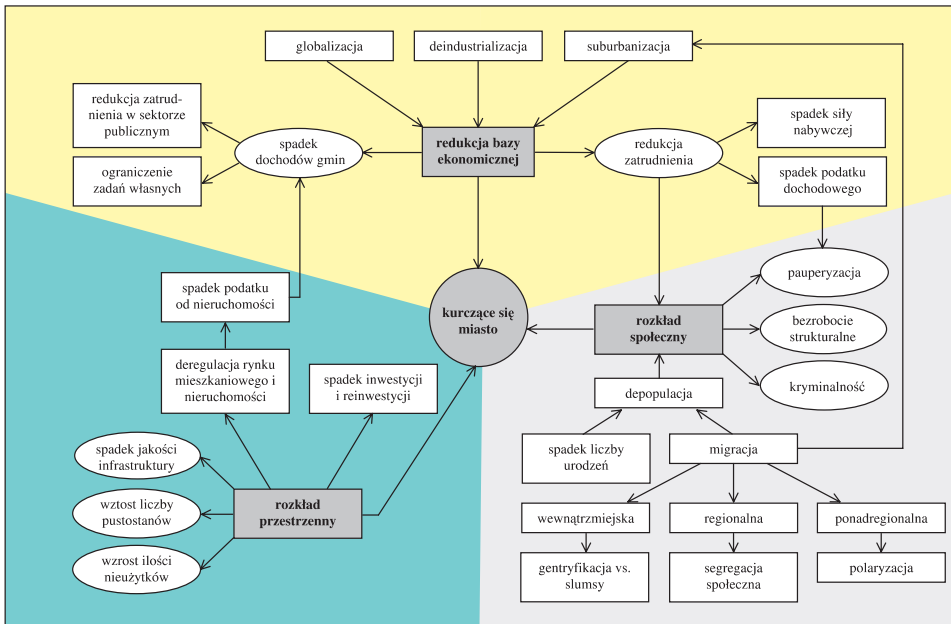 globalizacja
deindustrializacja
suburbanizacja
redukcja zatrud-
nienia w sektorze
publicznym
ograniczenie
zadań własnych
spadek
dochodów gmin
redukcja bazy
ekonomicznej
redukcja
zatrudnienia
spadek siły
nabywczej
spadek podatku
dochodowego
spadek podatku
od nieruchomości
kurczące się
miasto
rozkład
społeczny
pauperyzacja
bezrobocie
strukturalne
kryminalność
deregulacja rynku
mieszkaniowego i
nieruchomości
spadek inwestycji
i reinwestycji
depopulacja
spadek liczby
urodzeń
migracja
spadek jakości
infrastruktury
wztost liczby
pustostanów
wzrost ilości
nieużytków
rozkład
przestrzenny
wewnątrzmiejska
regionalna
ponadregionalna
gentryfikacja vs.
slumsy
segregacja
społeczna
polaryzacja